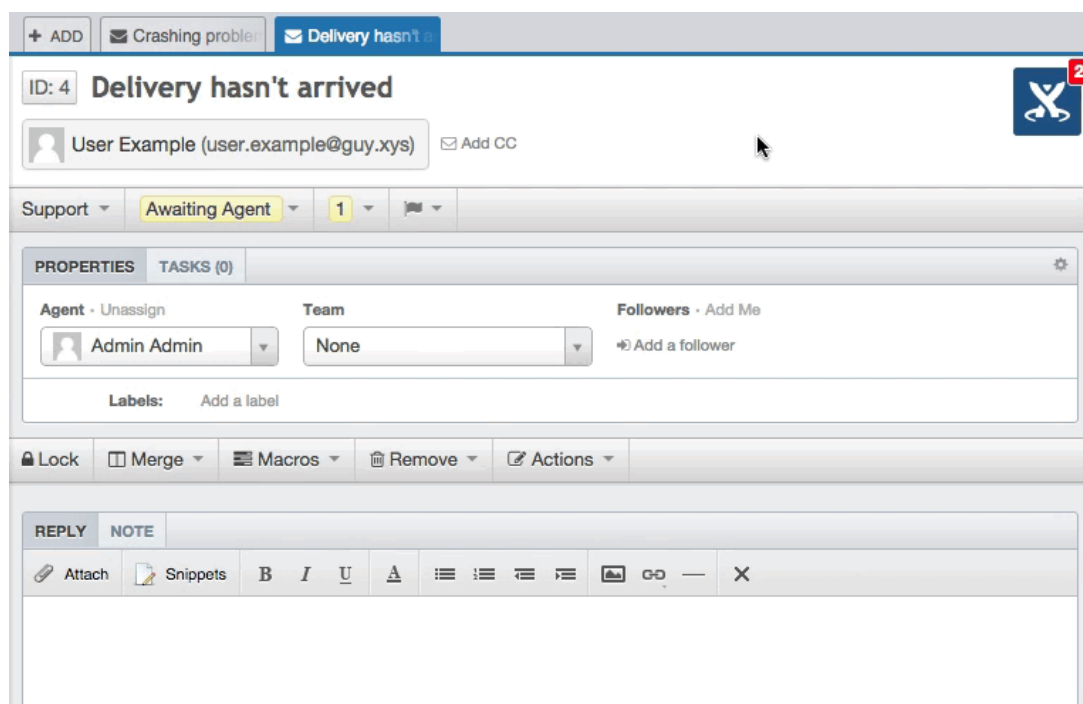 + ADD Crashing problem Delivery hasn't a
ID: 4 Delivery hasn't arrived
2
User Example (user.example@guy.xys) Add CC
Support Awaiting Agent 1
PROPERTIES TASKS (0)
Agent · Unassign Team Followers · Add Me
Admin Admin None Add a follower
Labels: Add a label
Lock Merge Macros Remove Actions
REPLY NOTE
Attach Snippets B I U A